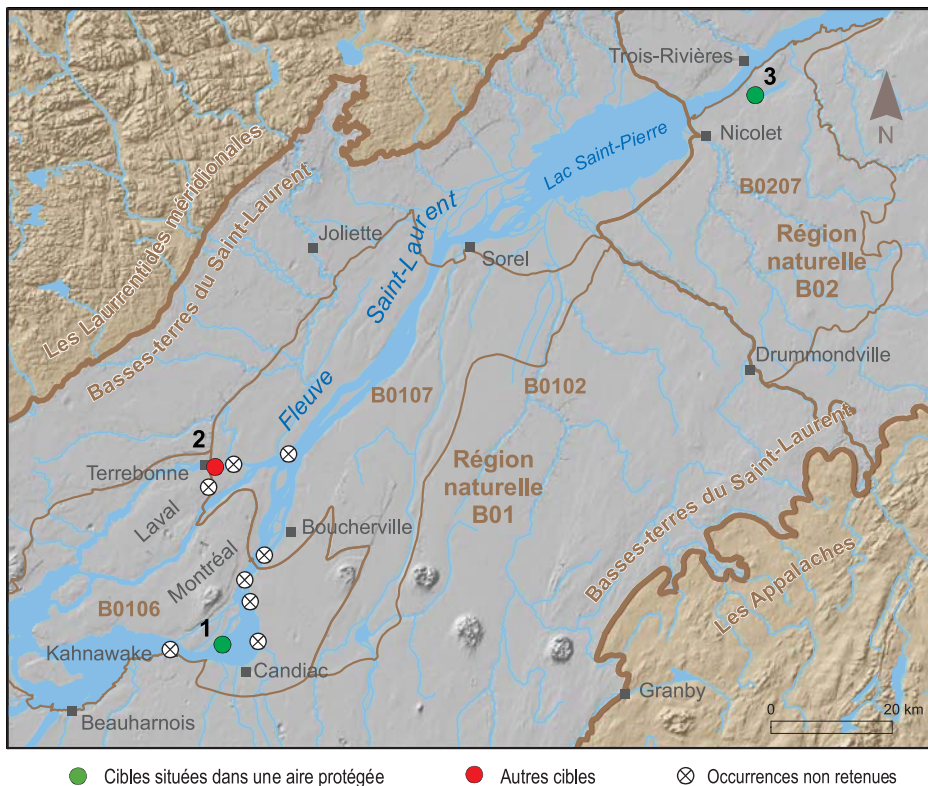 Trois-Rivières
3
N
Nicolet
Lac Saint-Pierre
B0207
Les Laurrentides méridionales
Basses-terres du Saint-Laurent
Joliette
Saint-Laurent
Sorel
Région
naturelle
B02
Drummondville
Fleuve
B0107
B0102
2
Terrebonne
Région
naturelle
B01
Laval
Boucherville
Basses-terres du Saint-Laurent
Montréal
Les Appalaches
B0106
1
Kahnawake
Candiac
Granby
Beauharnois
0 20 km
Cibles situées dans une aire protégée
Autres cibles
Occurrences non retenues